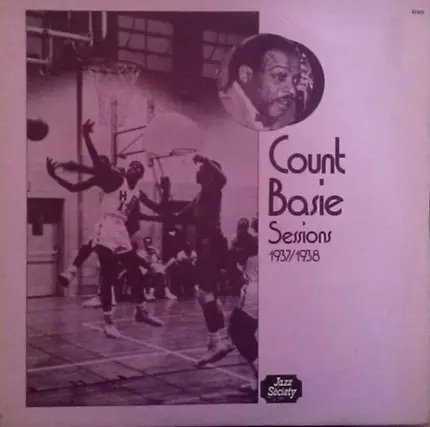 Count
Basie
Sessions
1937/1938
H
Jazz
Society